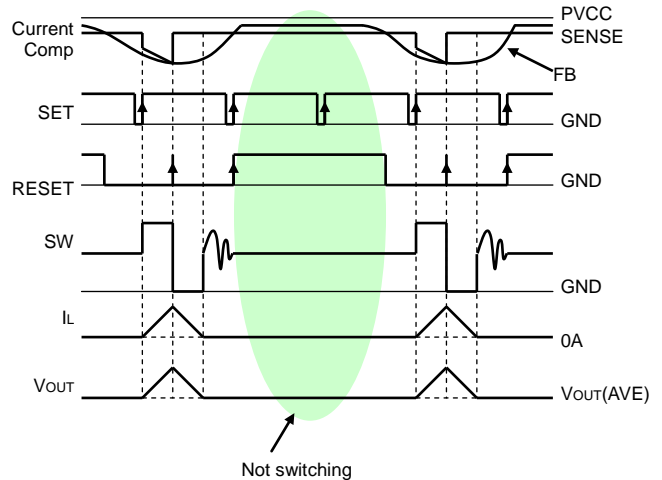 PVCC
Current
Comp
SENSE
FB
SET
GND
RESET
GND
SW
GND
IL
0A
VOUT
VOUT(AVE)
Not switching